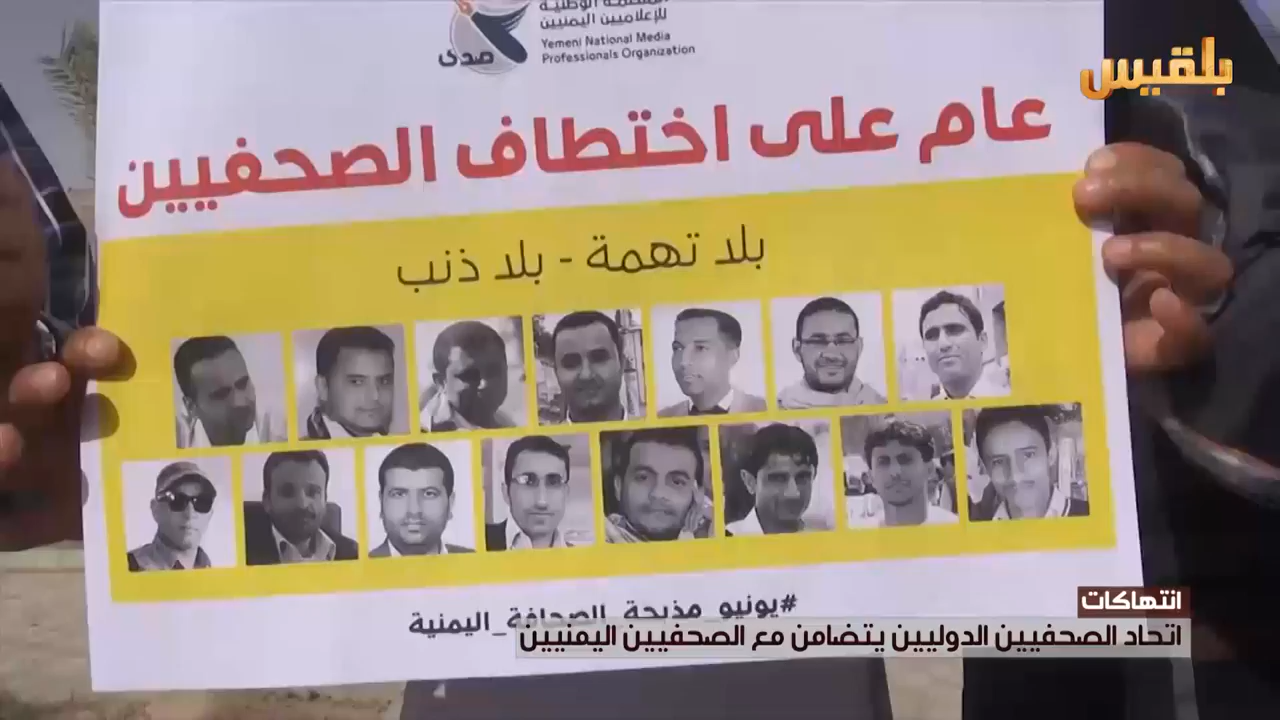 المنظمة الوطنية
للإعلاميين اليمنيين
Yemeni National Media
Professionals Organization
صدى
بلقيس
عام على اختطاف الصحفيين
بلا تهمة - بلا ذنب
#يونيو_مذبحة_الصحافة_اليمنية
انتهاكات
اتحاد الصحفيين الدوليين يتضامن مع الصحفيين اليمنيين